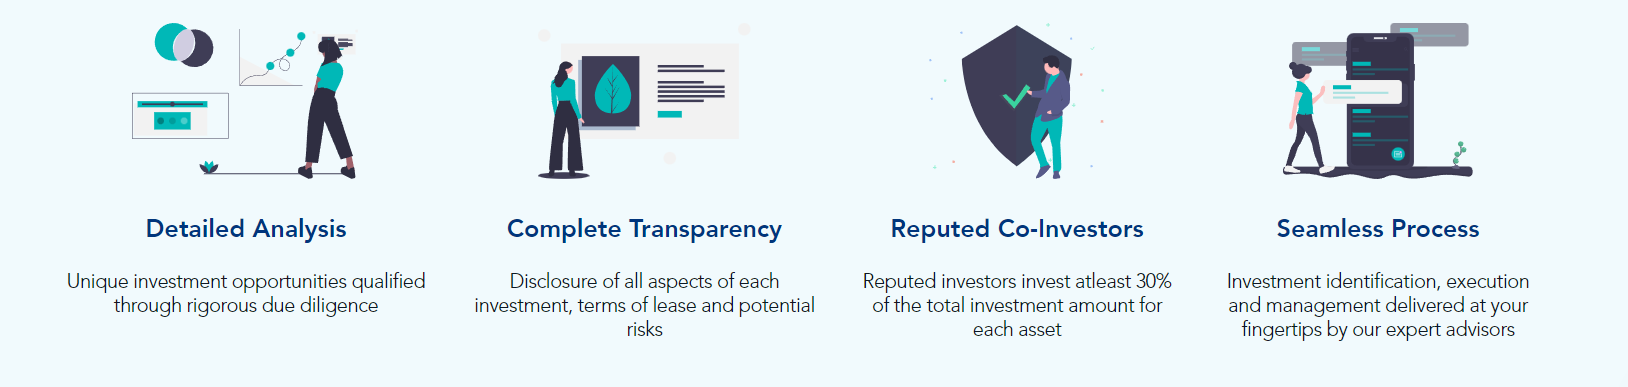 Detailed Analysis
Unique investment opportunities qualified
through rigorous due diligence
Complete Transparency
Disclosure of all aspects of each
investment, terms of lease and potential
risks
Reputed Co-Investors
Reputed investors invest atleast 30%
of the total investment amount for
each asset
Seamless Process
Investment identification, execution
and management delivered at your
fingertips by our expert advisors